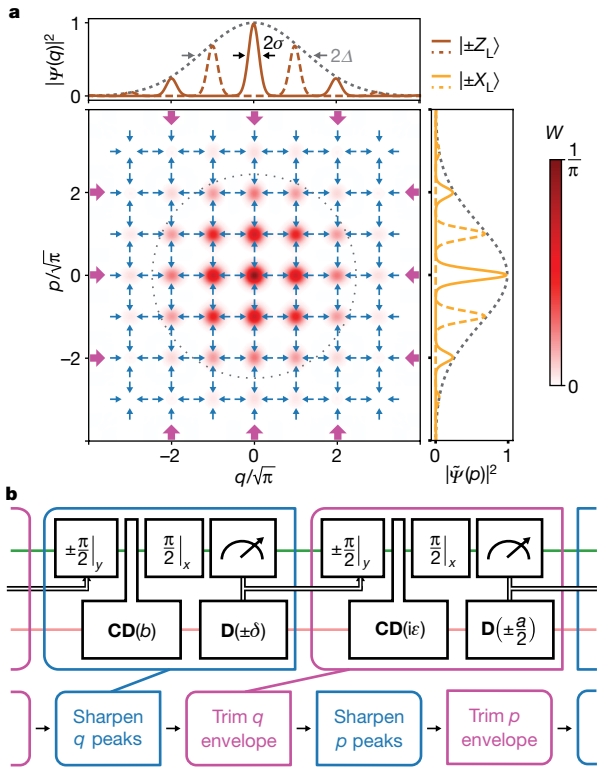 a
|Ψ(q)|²
1
0
2σ
2Δ
|±Z_L⟩
|±X_L⟩
p/√π
2
0
−2
−2
0
2
q/√π
0
1
|Ψ̃(p)|²
W
1/π
0
b
±π/2|_y
π/2|_x
±π/2|_y
π/2|_x
CD(b)
D(±δ)
CD(iε)
D(±a/2)
Sharpen
q peaks
Trim q
envelope
Sharpen
p peaks
Trim p
envelope